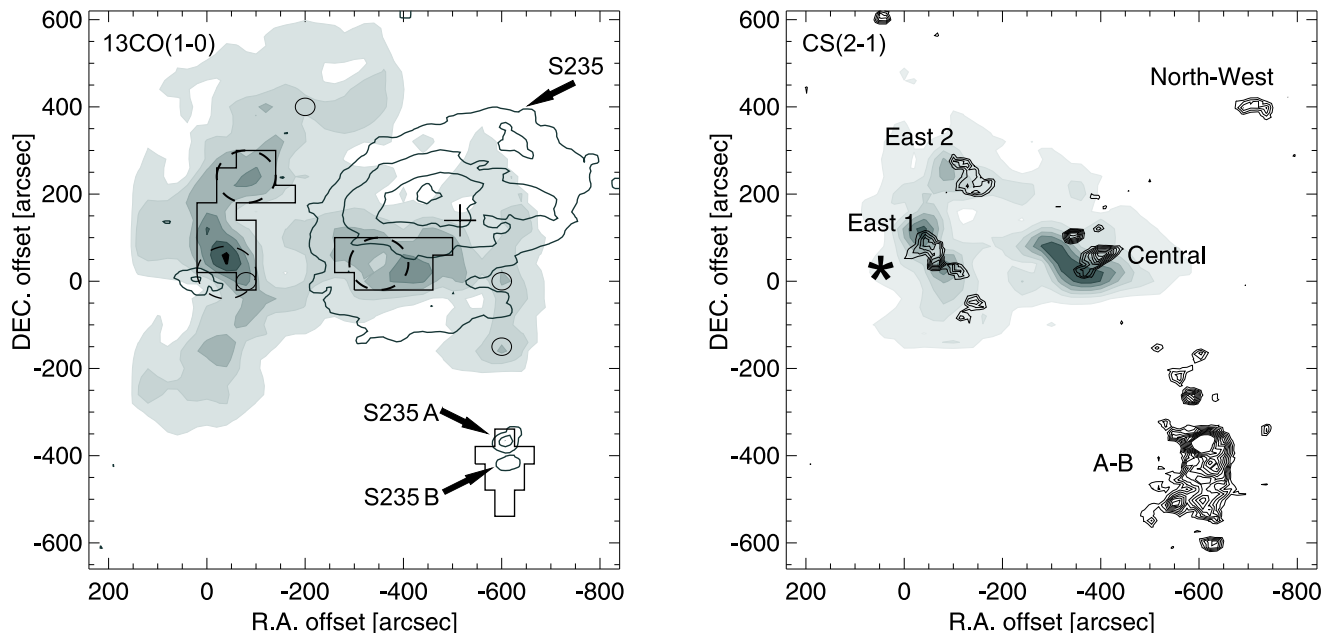 13CO(1-0)
S235
S235 A
S235 B
600
400
200
0
-200
-400
-600
DEC. offset [arcsec]
200 0 -200 -400 -600 -800
R.A. offset [arcsec]
CS(2-1)
North-West
East 2
East 1
*
Central
A-B
600
400
200
0
-200
-400
-600
DEC. offset [arcsec]
200 0 -200 -400 -600 -800
R.A. offset [arcsec]